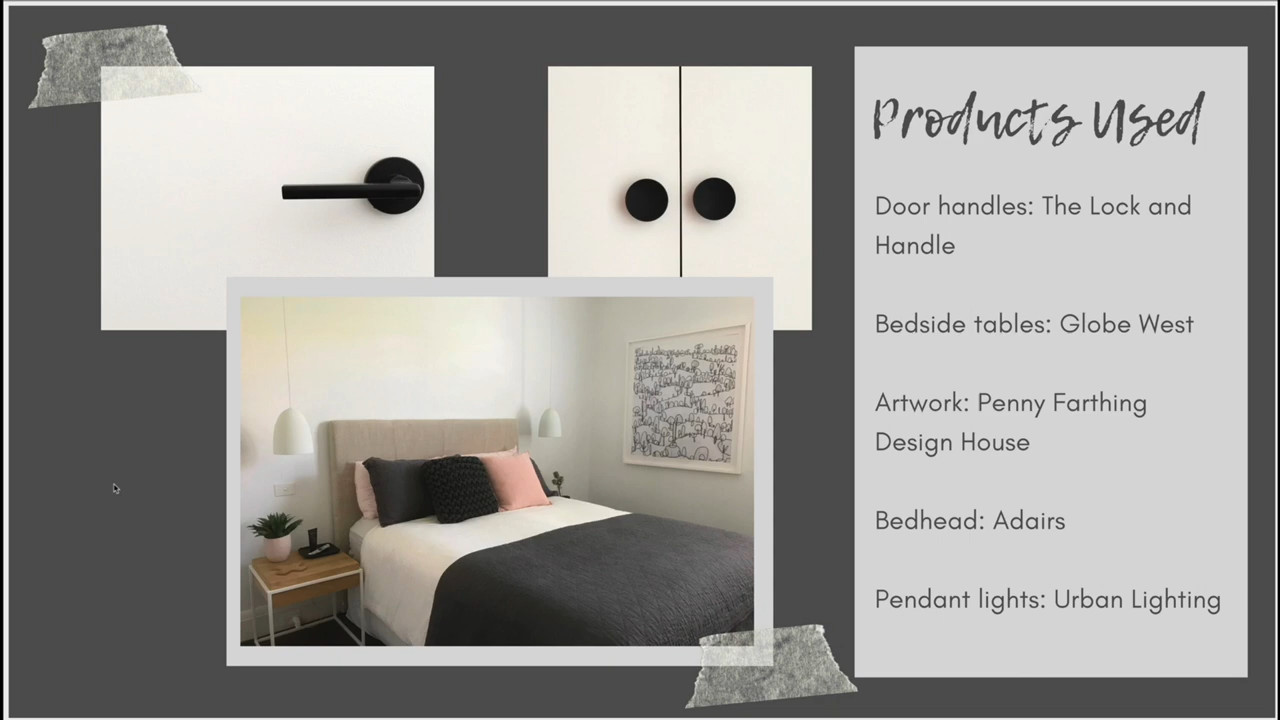 Products Used
Door handles: The Lock and
Handle
Bedside tables: Globe West
Artwork: Penny Farthing
Design House
Bedhead: Adairs
Pendant lights: Urban Lighting